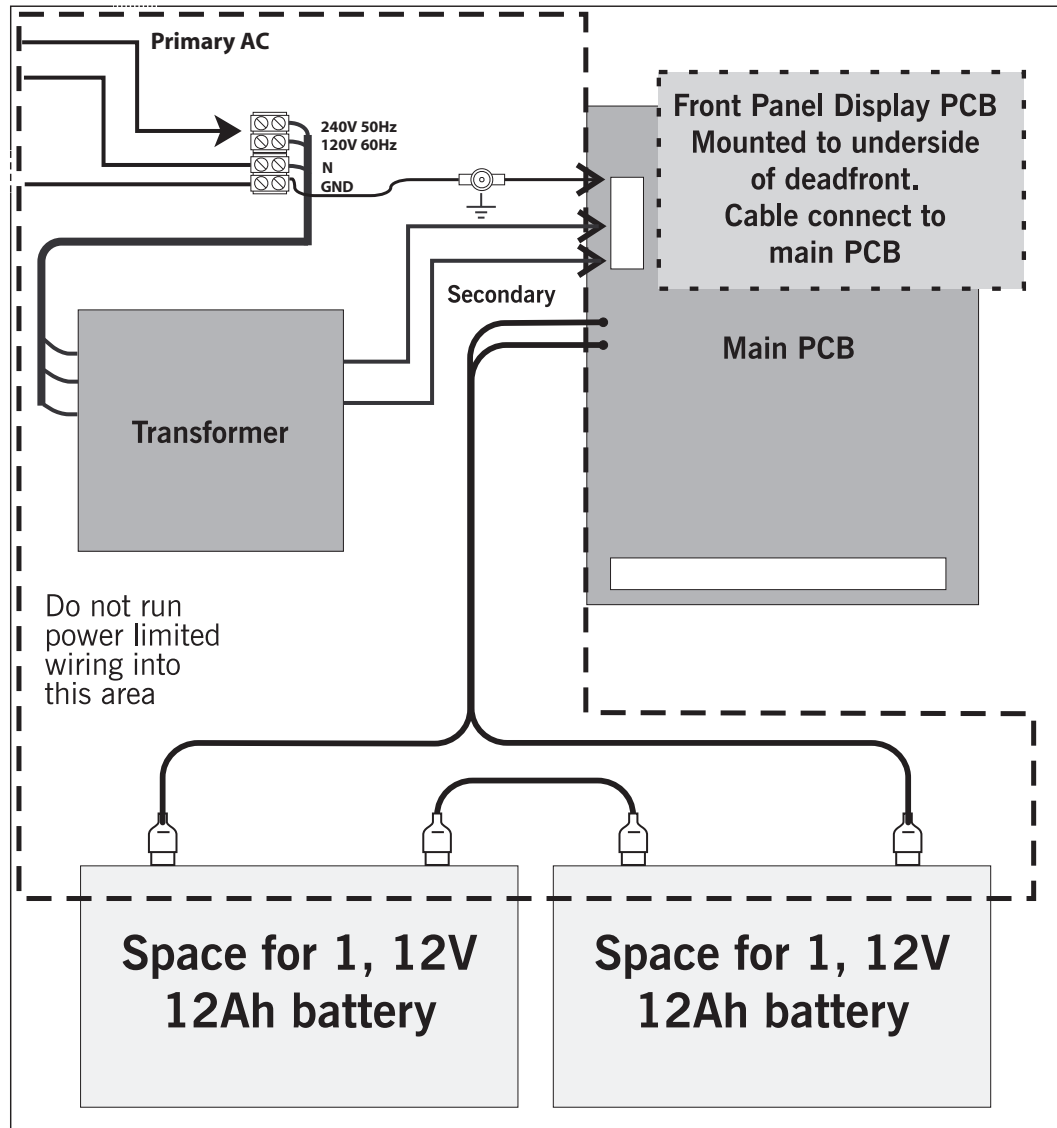 Primary AC
240V 50Hz
120V 60Hz
N
GND
Front Panel Display PCB
Mounted to underside
of deadfront.
Cable connect to
main PCB
Secondary
Main PCB
Transformer
Do not run
power limited
wiring into
this area
Space for 1, 12V
12Ah battery
Space for 1, 12V
12Ah battery